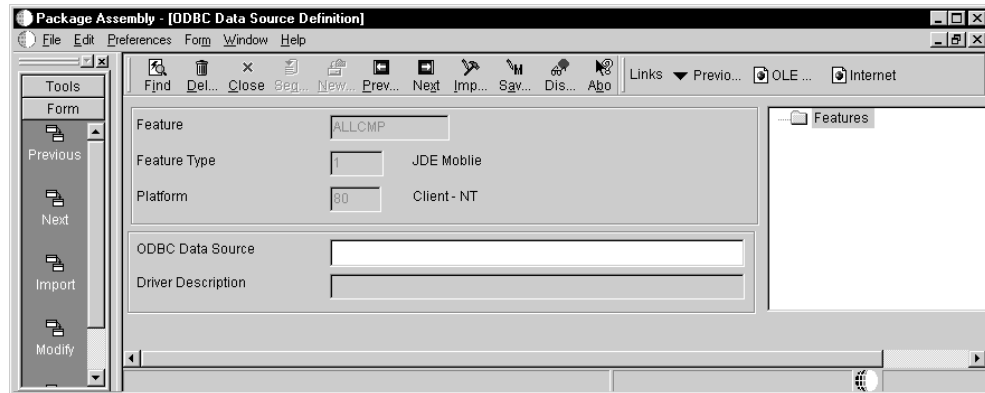 Package Assembly - [ODBC Data Source Definition]
File Edit Preferences Form Window Help
Tools
Form
Previous
Next
Import
Modify
Find Del... Close Seq... New... Prev... Next Imp... Sav... Dis... Abo Links Previo... OLE ... Internet
Feature ALLCMP
Feature Type 1 JDE Moblie
Platform 80 Client - NT
ODBC Data Source
Driver Description
Features